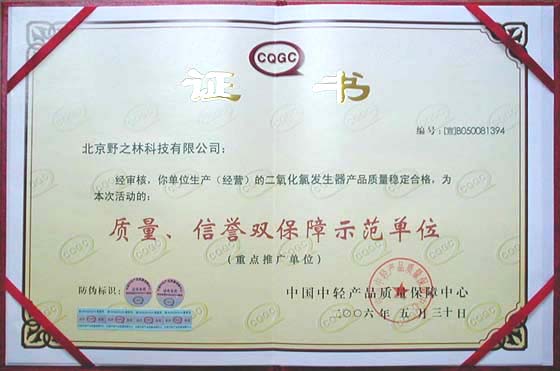 CQGC
证 书
编号:[宣]B050081394
北京野之林科技有限公司:
经审核,你单位生产(经营)的二氧化氯发生器产品质量稳定合格,为
本次活动的:
质量、信誉双保障示范单位
(重点推广单位)
防伪标识:
中国中轻产品质量保障中心
二00六年 五月三十日